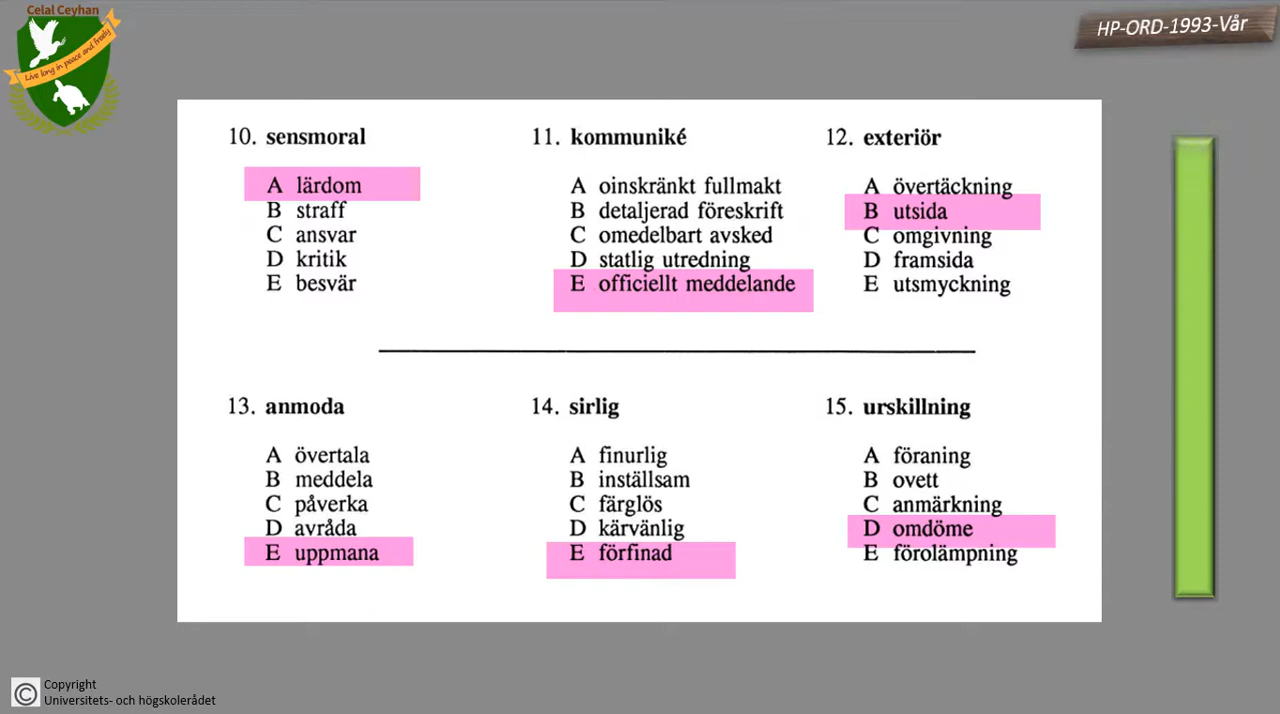 Celal Ceyhan
Live long in peace and freely
HP-ORD-1993-Vår
10. sensmoral
A lärdom
B straff
C ansvar
D kritik
E besvär
11. kommuniké
A oinskränkt fullmakt
B detaljerad föreskrift
C omedelbart avsked
D statlig utredning
E officiellt meddelande
12. exteriör
A övertäckning
B utsida
C omgivning
D framsida
E utsmyckning
13. anmoda
A övertala
B meddela
C påverka
D avråda
E uppmana
14. sirlig
A finurlig
B inställsam
C färglös
D kärvänlig
E förfinad
15. urskillning
A föraning
B ovett
C anmärkning
D omdöme
E förolämpning
© Copyright
Universitets- och högskolerådet